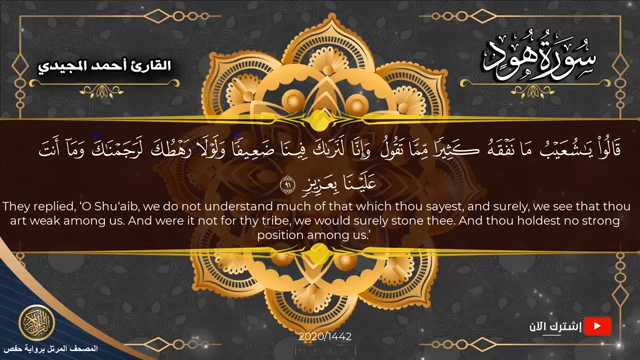 القارئ أحمد المجيدي
سورة هود
قَالُوا۟ يَـٰشُعَيْبُ مَا نَفْقَهُ كَثِيرًا مِّمَّا تَقُولُ وَإِنَّا لَنَرَىٰكَ فِينَا ضَعِيفًا وَلَوْلَا رَهْطُكَ لَرَجَمْنَـٰكَ وَمَآ أَنتَ
عَلَيْنَا بِعَزِيزٍ ٩١
They replied, ‘O Shu‘aib, we do not understand much of that which thou sayest, and surely, we see that thou
art weak among us. And were it not for thy tribe, we would surely stone thee. And thou holdest no strong
position among us.’
إشترك الآن
2020/1442
المصحف المرتل برواية حفص